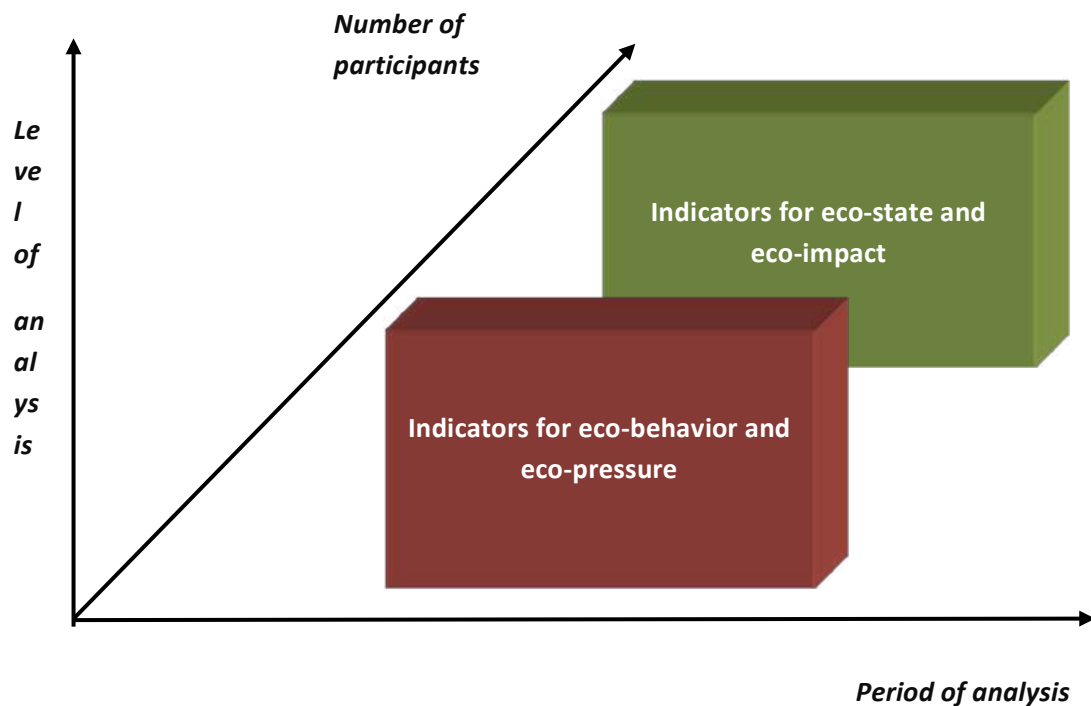 Number of
participants
Le
ve
l
of
an
al
ys
is
Indicators for eco-state and
eco-impact
Indicators for eco-behavior and
eco-pressure
Period of analysis